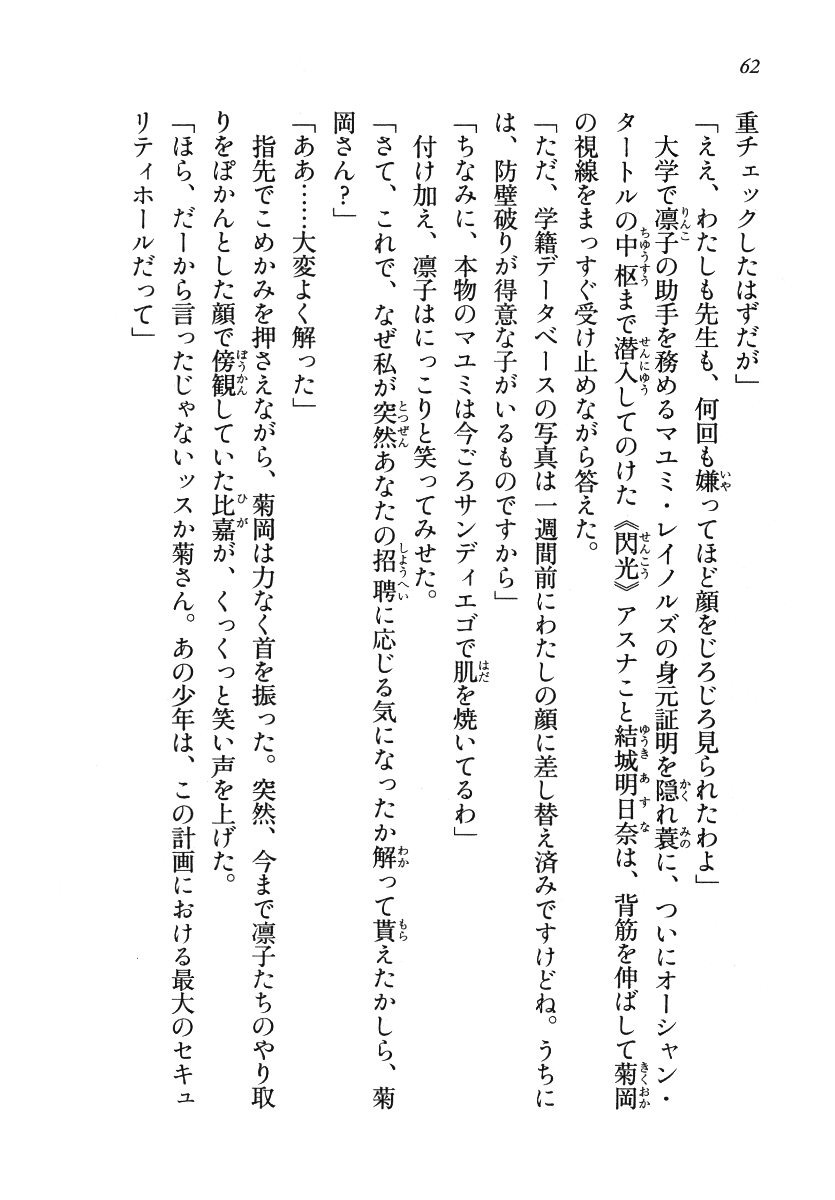 62
重チェックしたはずだが」
「ええ、わたしも先生も、何回も嫌ってほど顔をじろじろ見られたわよ」
大学で凛子の助手を務めるマユミ・レイノルズの身元証明を隠れ蓑に、ついにオーシャン・
タートルの中枢まで潜入してのけた《閃光》アスナこと結城明日奈は、背筋を伸ばして菊岡
の視線をまっすぐ受け止めながら答えた。
「ただ、学籍データベースの写真は一週間前にわたしの顔に差し替え済みですけどね。うちに
は、防壁破りが得意な子がいるものですから」
「ちなみに、本物のマユミは今ごろサンディエゴで肌を焼いてるわ」
付け加え、凛子はにっこりと笑ってみせた。
「さて、これで、なぜ私が突然あなたの招聘に応じる気になったか解って貰えたかしら、菊
岡さん?」
「ああ……大変よく解った」
指先でこめかみを押さえながら、菊岡は力なく首を振った。突然、今まで凛子たちのやり取
りをぽかんとした顔で傍観していた比嘉が、くっくっと笑い声を上げた。
「ほら、だーから言ったじゃないッスか菊さん。あの少年は、この計画における最大のセキュ
リティホールだって」